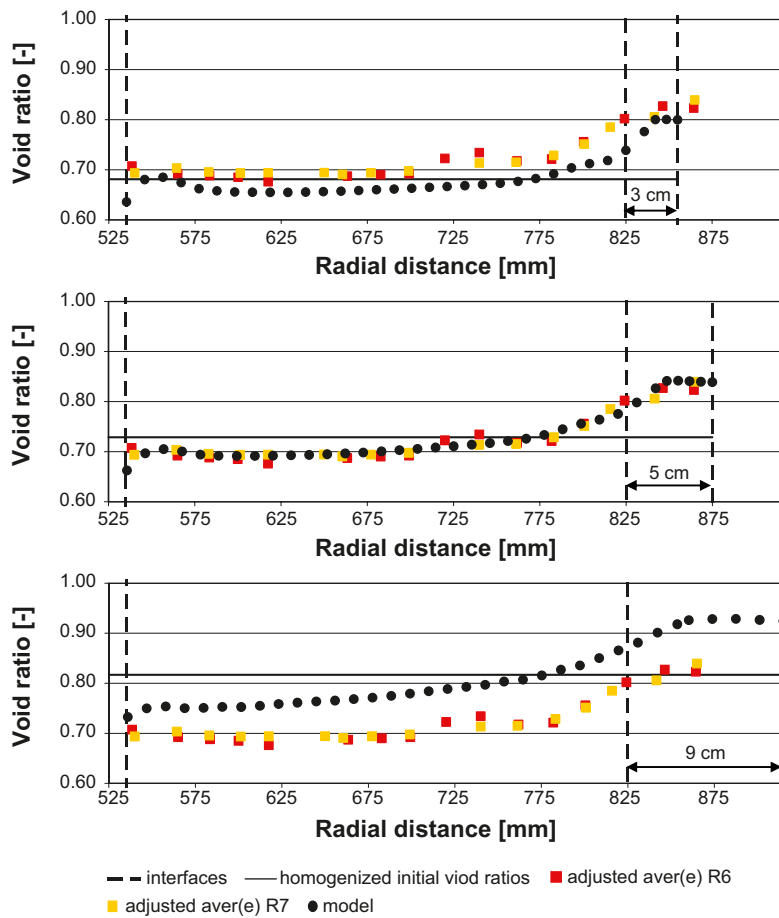 1.00
0.90
0.80
0.70
0.60
Void ratio [-]
3 cm
525 575 625 675 725 775 825 875
Radial distance [mm]
1.00
0.90
0.80
0.70
0.60
Void ratio [-]
5 cm
525 575 625 675 725 775 825 875
Radial distance [mm]
1.00
0.90
0.80
0.70
0.60
Void ratio [-]
9 cm
525 575 625 675 725 775 825 875
Radial distance [mm]
interfaces homogenized initial viod ratios adjusted aver(e) R6
adjusted aver(e) R7 model